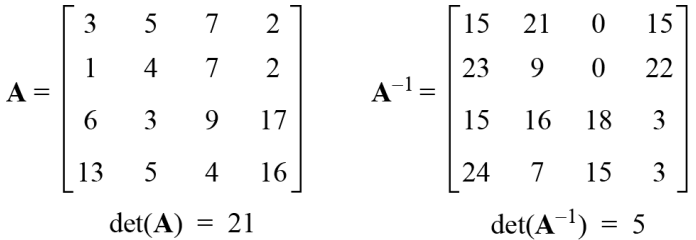 A = [ 3 5 7 2
1 4 7 2
6 3 9 17
13 5 4 16 ]
det(A) = 21
A⁻¹ = [ 15 21 0 15
23 9 0 22
15 16 18 3
24 7 15 3 ]
det(A⁻¹) = 5